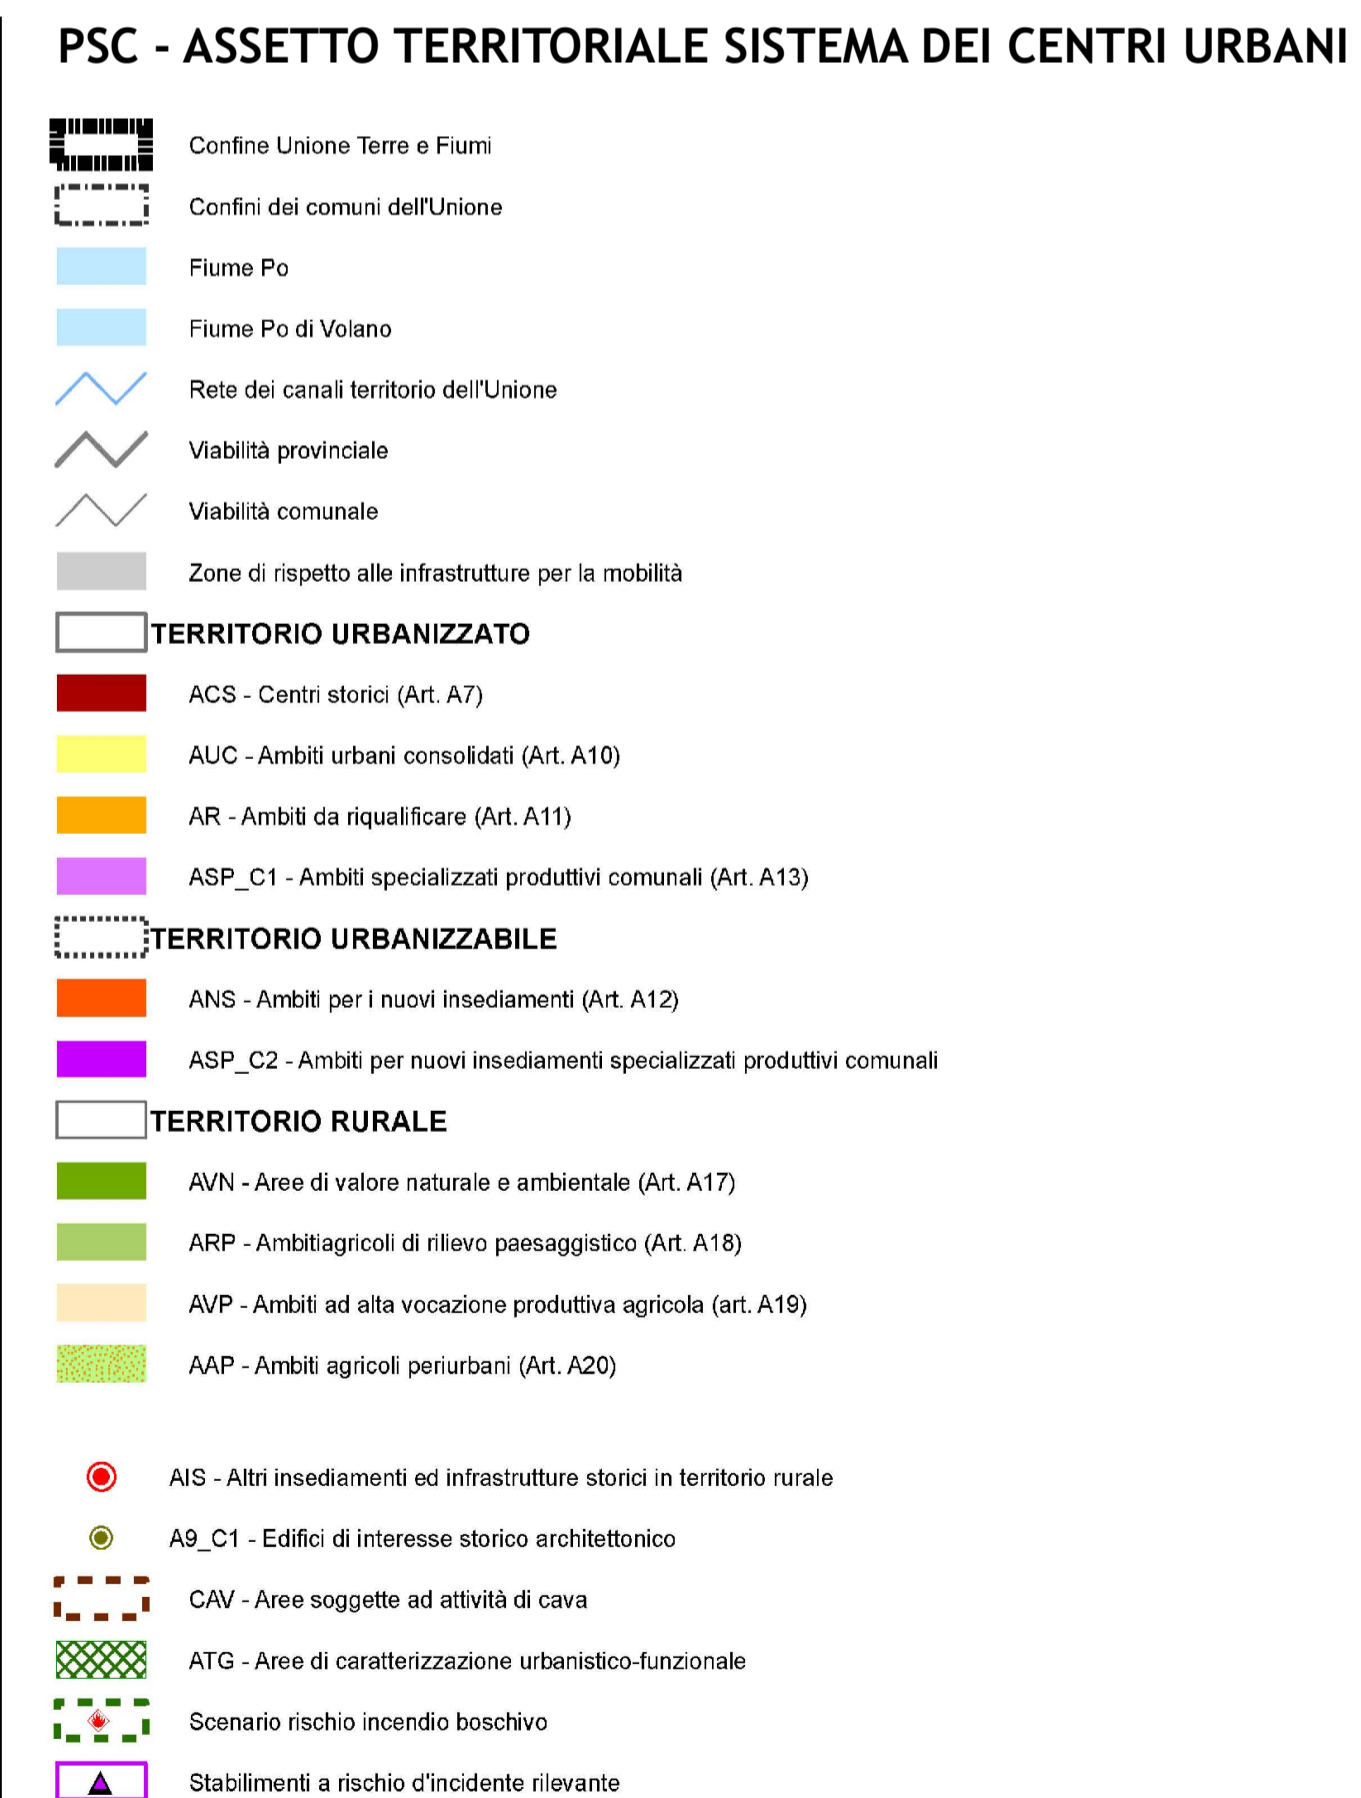 PSC - ASSETTO TERRITORIALE SISTEMA DEI CENTRI URBANI
Confine Unione Terre e Fiumi
Confini dei comuni dell'Unione
Fiume Po
Fiume Po di Volano
Rete dei canali territorio dell'Unione
Viabilità provinciale
Viabilità comunale
Zone di rispetto alle infrastrutture per la mobilità
TERRITORIO URBANIZZATO
ACS - Centri storici (Art. A7)
AUC - Ambiti urbani consolidati (Art. A10)
AR - Ambiti da riqualificare (Art. A11)
ASP_C1 - Ambiti specializzati produttivi comunali (Art. A13)
TERRITORIO URBANIZZABILE
ANS - Ambiti per i nuovi insediamenti (Art. A12)
ASP_C2 - Ambiti per nuovi insediamenti specializzati produttivi comunali
TERRITORIO RURALE
AVN - Aree di valore naturale e ambientale (Art. A17)
ARP - Ambitiagricoli di rilievo paesaggistico (Art. A18)
AVP - Ambiti ad alta vocazione produttiva agricola (art. A19)
AAP - Ambiti agricoli periurbani (Art. A20)
AIS - Altri insediamenti ed infrastrutture storici in territorio rurale
A9_C1 - Edifici di interesse storico architettonico
CAV - Aree soggette ad attività di cava
ATG - Aree di caratterizzazione urbanistico-funzionale
Scenario rischio incendio boschivo
Stabilimenti a rischio d'incidente rilevante